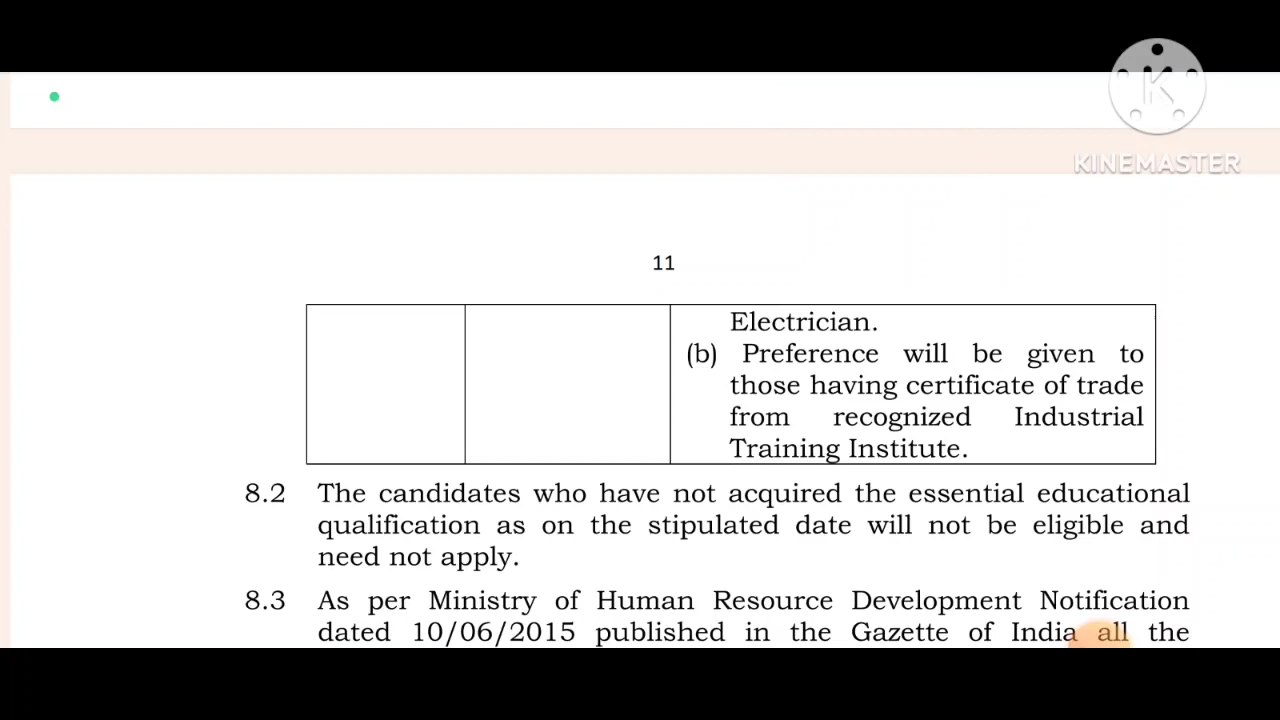 K
KINEMASTER
11
Electrician.
(b) Preference will be given to
those having certificate of trade
from recognized Industrial
Training Institute.
8.2 The candidates who have not acquired the essential educational
qualification as on the stipulated date will not be eligible and
need not apply.
8.3 As per Ministry of Human Resource Development Notification
dated 10/06/2015 published in the Gazette of India all the